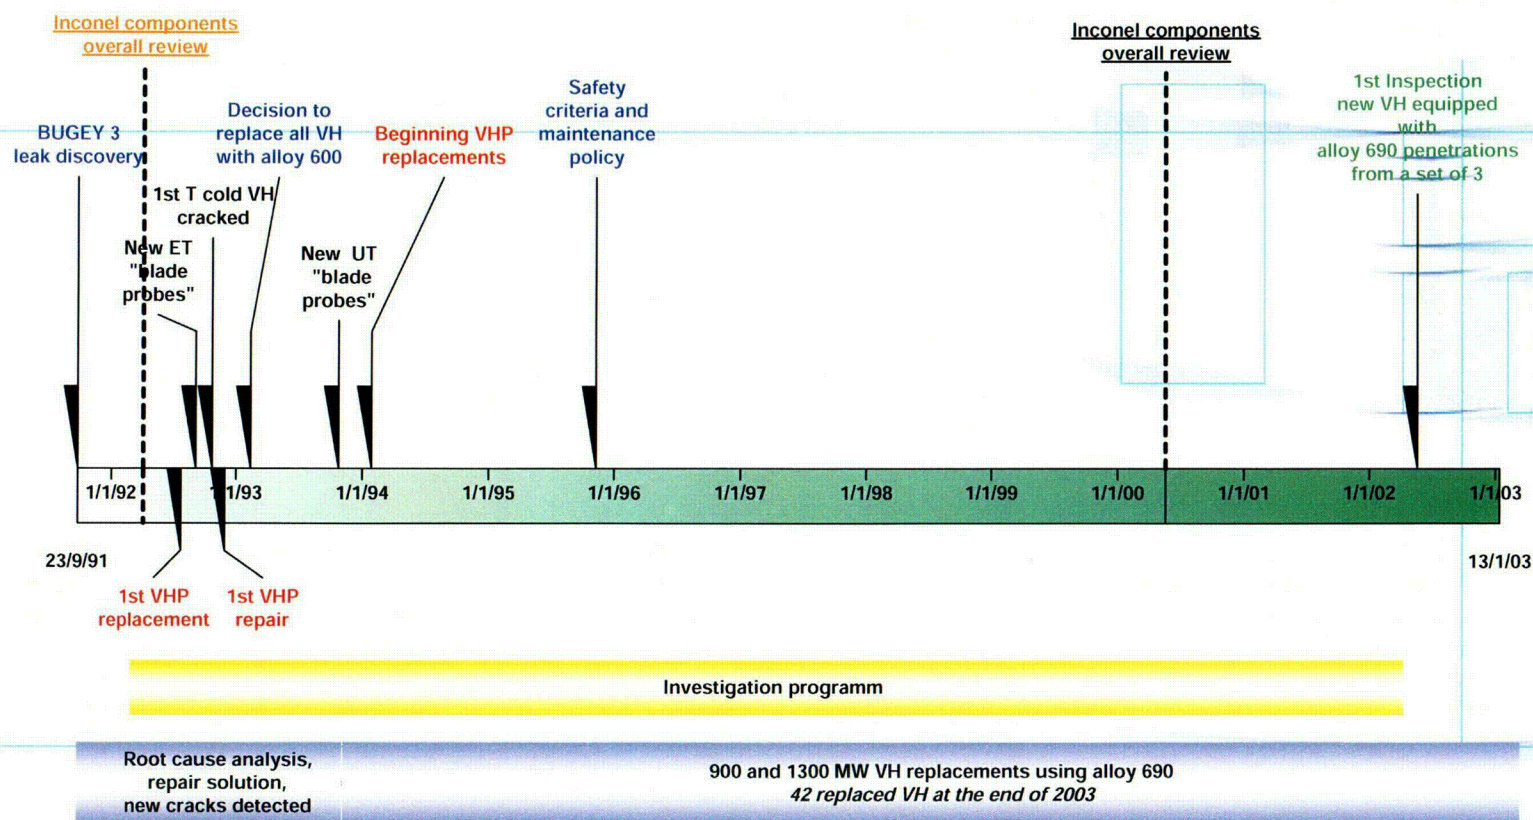 Inconel components
overall review
Inconel components
overall review
BUGEY 3
leak discovery
Decision to
replace all VH
with alloy 600
Beginning VHP
replacements
Safety
criteria and
maintenance
policy
1st Inspection
new VH equipped
with
alloy 690 penetrations
from a set of 3
1st T cold VH
cracked
New ET
"blade
probes"
New UT
"blade
probes"
1/1/92
1/1/93
1/1/94
1/1/95
1/1/96
1/1/97
1/1/98
1/1/99
1/1/00
1/1/01
1/1/02
1/1/03
23/9/91
13/1/03
1st VHP
replacement
1st VHP
repair
Investigation programm
Root cause analysis,
repair solution,
new cracks detected
900 and 1300 MW VH replacements using alloy 690
42 replaced VH at the end of 2003